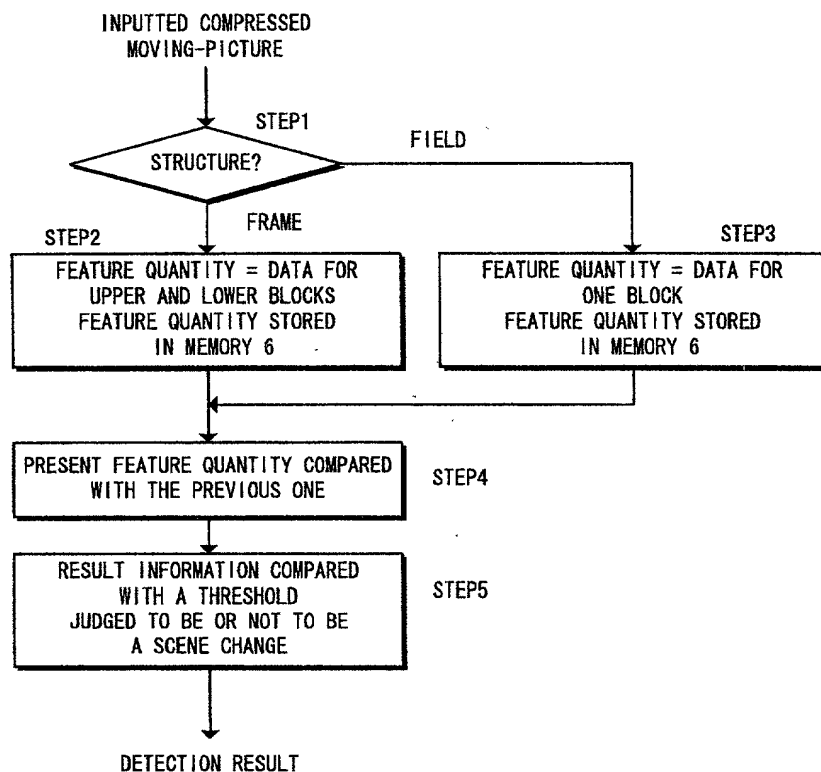 INPUTTED COMPRESSED
MOVING-PICTURE
STEP1
FIELD
STRUCTURE?
FRAME
STEP2
FEATURE QUANTITY = DATA FOR
UPPER AND LOWER BLOCKS
FEATURE QUANTITY STORED
IN MEMORY 6
STEP3
FEATURE QUANTITY = DATA FOR
ONE BLOCK
FEATURE QUANTITY STORED
IN MEMORY 6
PRESENT FEATURE QUANTITY COMPARED
WITH THE PREVIOUS ONE
STEP4
RESULT INFORMATION COMPARED
WITH A THRESHOLD
JUDGED TO BE OR NOT TO BE
A SCENE CHANGE
STEP5
DETECTION RESULT